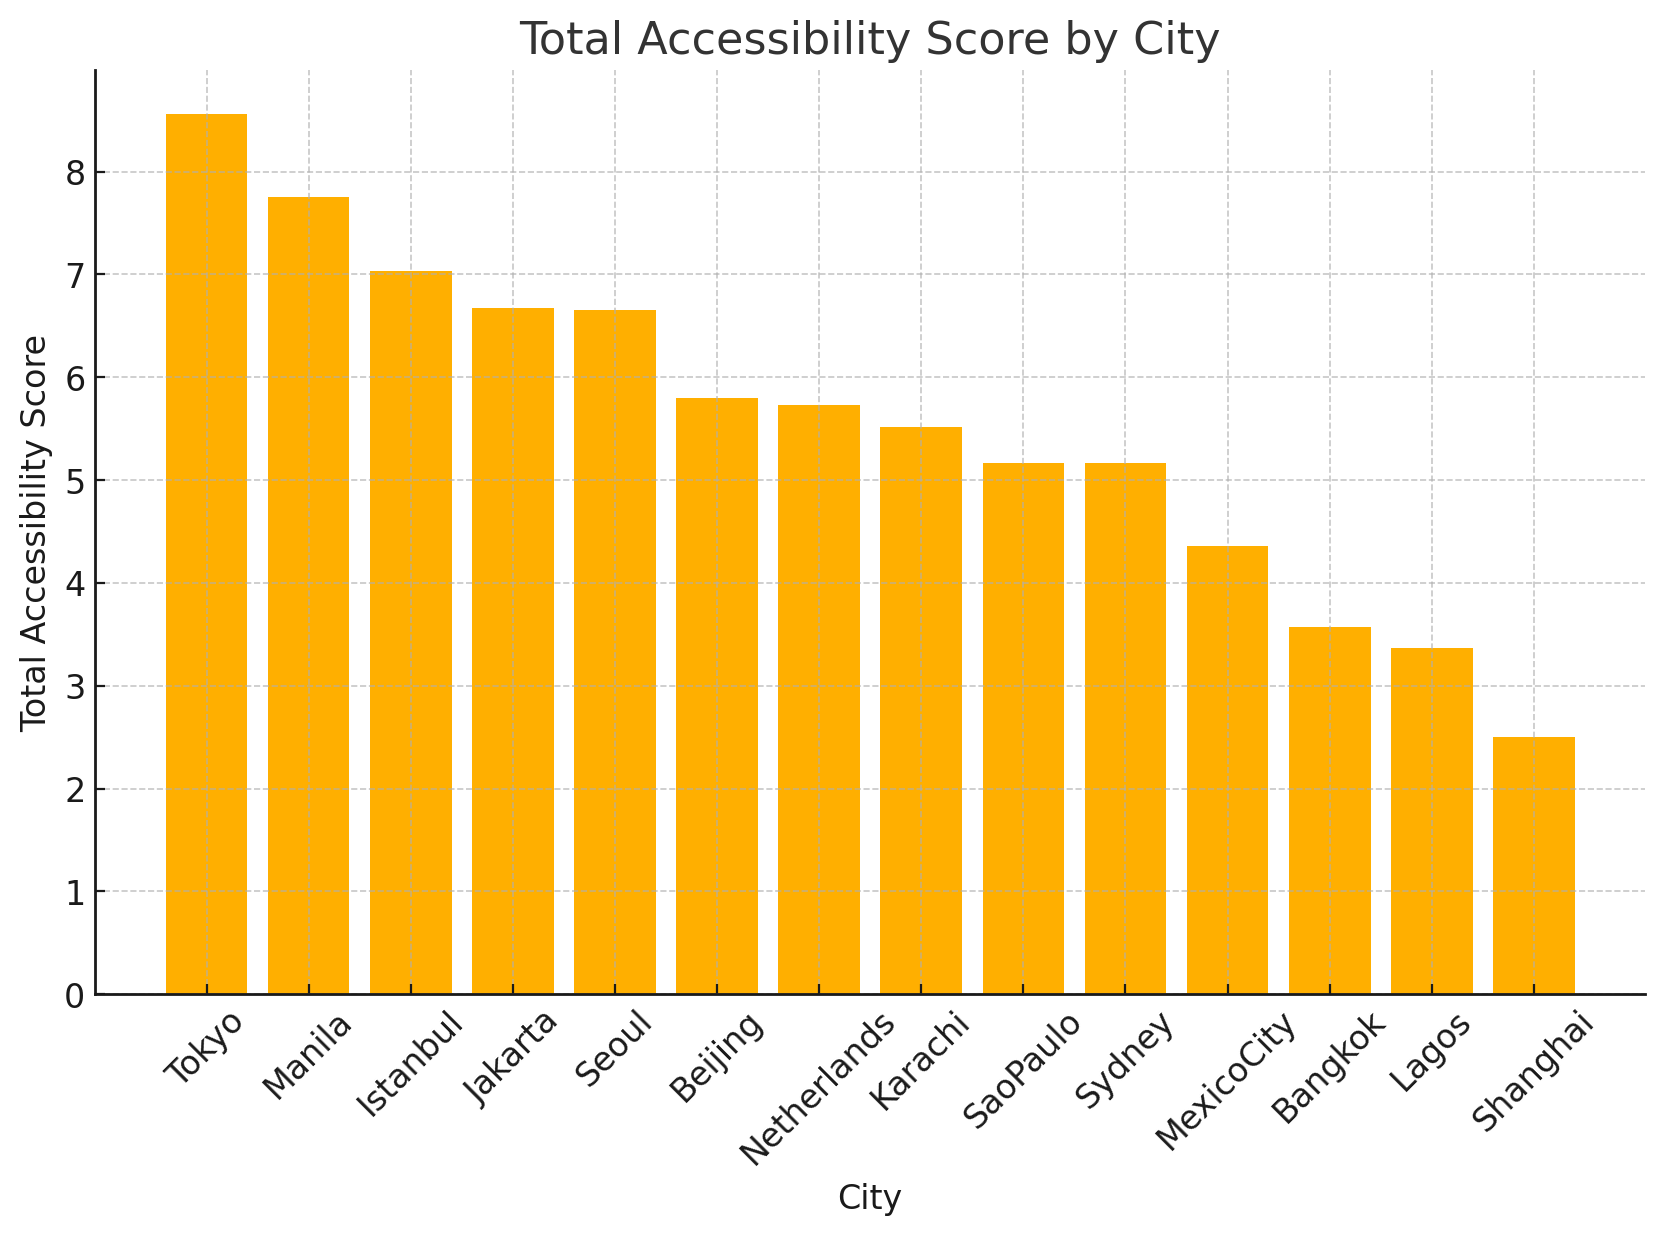 Total Accessibility Score by City
Total Accessibility Score
8
7
6
5
4
3
2
1
0
Tokyo
Manila
Istanbul
Jakarta
Seoul
Beijing
Netherlands
Karachi
SaoPaulo
Sydney
MexicoCity
Bangkok
Lagos
Shanghai
City